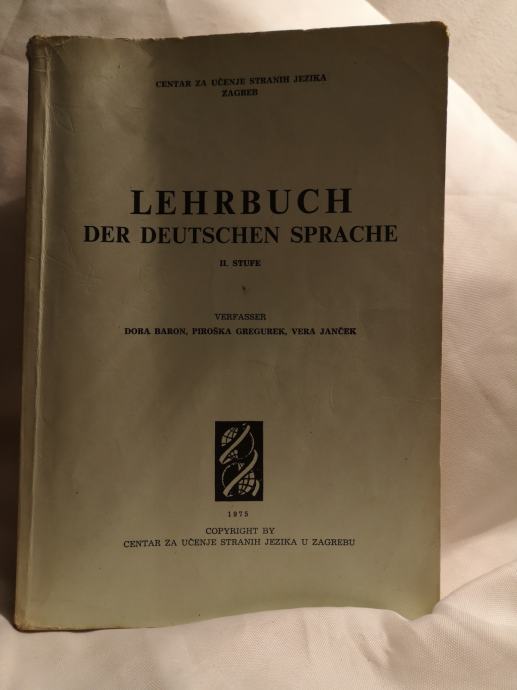 CENTAR ZA UČENJE STRANIH JEZIKA
ZAGREB
LEHRBUCH
DER DEUTSCHEN SPRACHE
II. STUFE
VERFASSER
DORA BARON, PIROŠKA GREGUREK, VERA JANČEK
1975
COPYRIGHT BY
CENTAR ZA UČENJE STRANIH JEZIKA U ZAGREBU